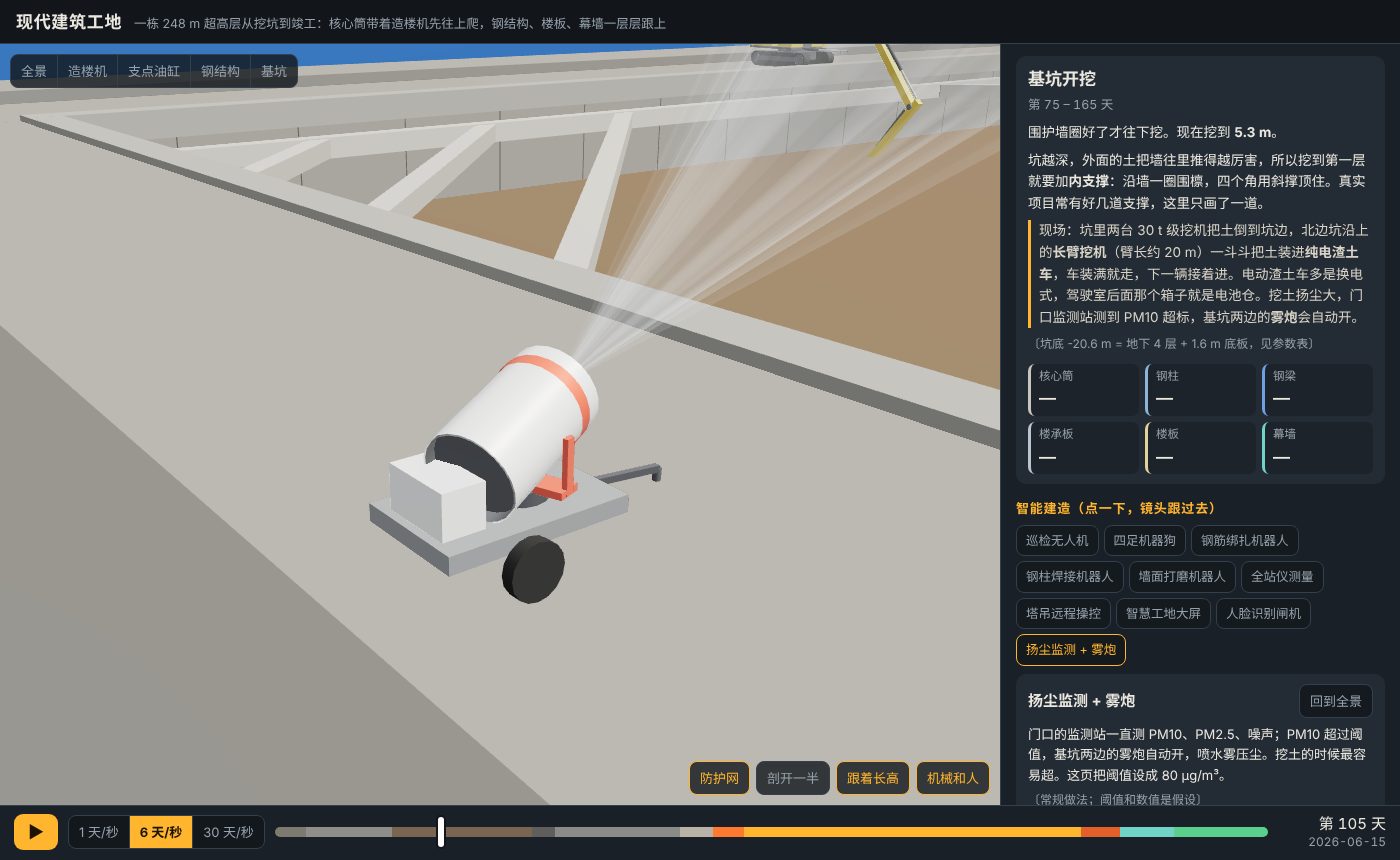 现代建筑工地 一栋 248 m 超高层从挖坑到竣工：核心筒带着造楼机先往上爬，钢结构、楼板、幕墙一层层跟上
全景 造楼机 支点油缸 钢结构 基坑
基坑开挖
第 75 – 165 天
围护墙圈好了才往下挖。现在挖到 5.3 m。
坑越深，外面的土把墙往里推得越厉害，所以挖到第一层
就要加内支撑：沿墙一圈围檩，四个角用斜撑顶住。真实
项目常有好几道支撑，这里只画了一道。
现场：坑里两台 30 t 级挖机把土倒到坑边，北边坑沿上
的长臂挖机（臂长约 20 m）一斗斗把土装进纯电渣土
车，车装满就走，下一辆接着进。电动渣土车多是换电
式，驾驶室后面那个箱子就是电池仓。挖土扬尘大，门
口监测站测到 PM10 超标，基坑两边的雾炮会自动开。
〔坑底 -20.6 m = 地下 4 层 + 1.6 m 底板，见参数表〕
核心筒 钢柱 钢梁
— — —
楼承板 楼板 幕墙
— — —
智能建造（点一下，镜头跟过去）
巡检无人机 四足机器狗 钢筋绑扎机器人
钢柱焊接机器人 墙面打磨机器人 全站仪测量
塔吊远程操控 智慧工地大屏 人脸识别闸机
扬尘监测 + 雾炮
扬尘监测 + 雾炮 回到全景
门口的监测站一直测 PM10、PM2.5、噪声；PM10 超过阈
值，基坑两边的雾炮自动开，喷水雾压尘。挖土的时候最容
易超。这页把阈值设成 80 μg/m³。
〔常规做法；阈值和数值是假设〕
防护网 剖开一半 跟着长高 机械和人
1 天/秒 6 天/秒 30 天/秒
第 105 天
2026-06-15